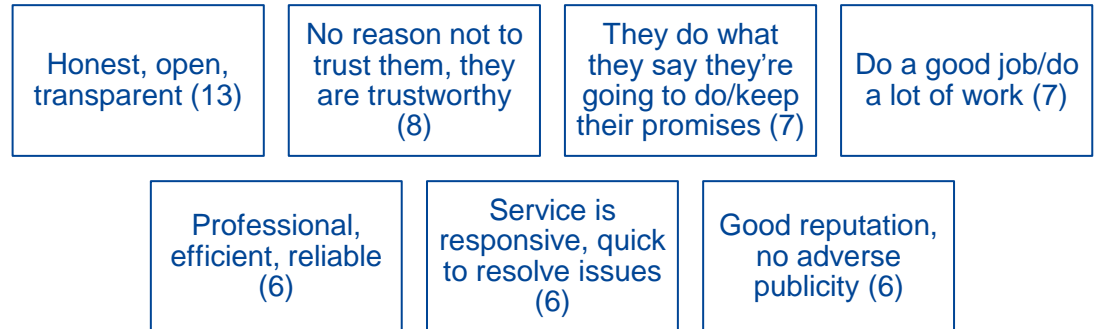 Honest, open,
transparent (13)
No reason not to
trust them, they
are trustworthy
(8)
They do what
they say they’re
going to do/keep
their promises (7)
Do a good job/do
a lot of work (7)
Professional,
efficient, reliable
(6)
Service is
responsive, quick
to resolve issues
(6)
Good reputation,
no adverse
publicity (6)